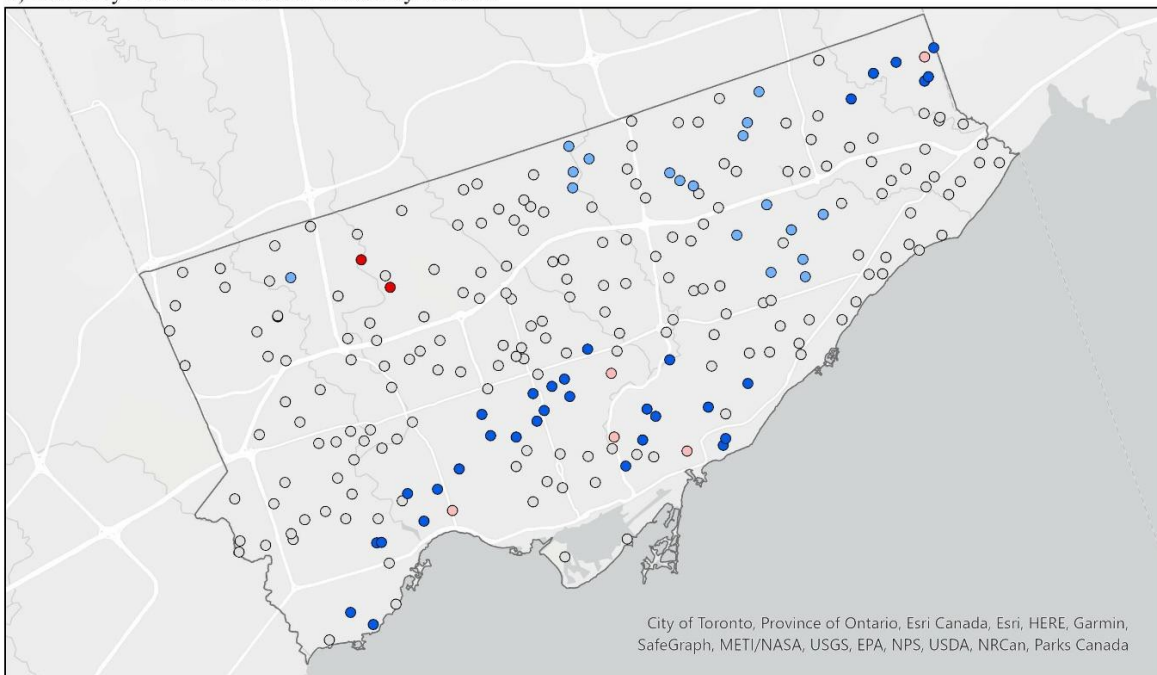 City of Toronto, Province of Ontario, Esri Canada, Esri, HERE, Garmin,
SafeGraph, METI/NASA, USGS, EPA, NPS, USDA, NRCan, Parks Canada